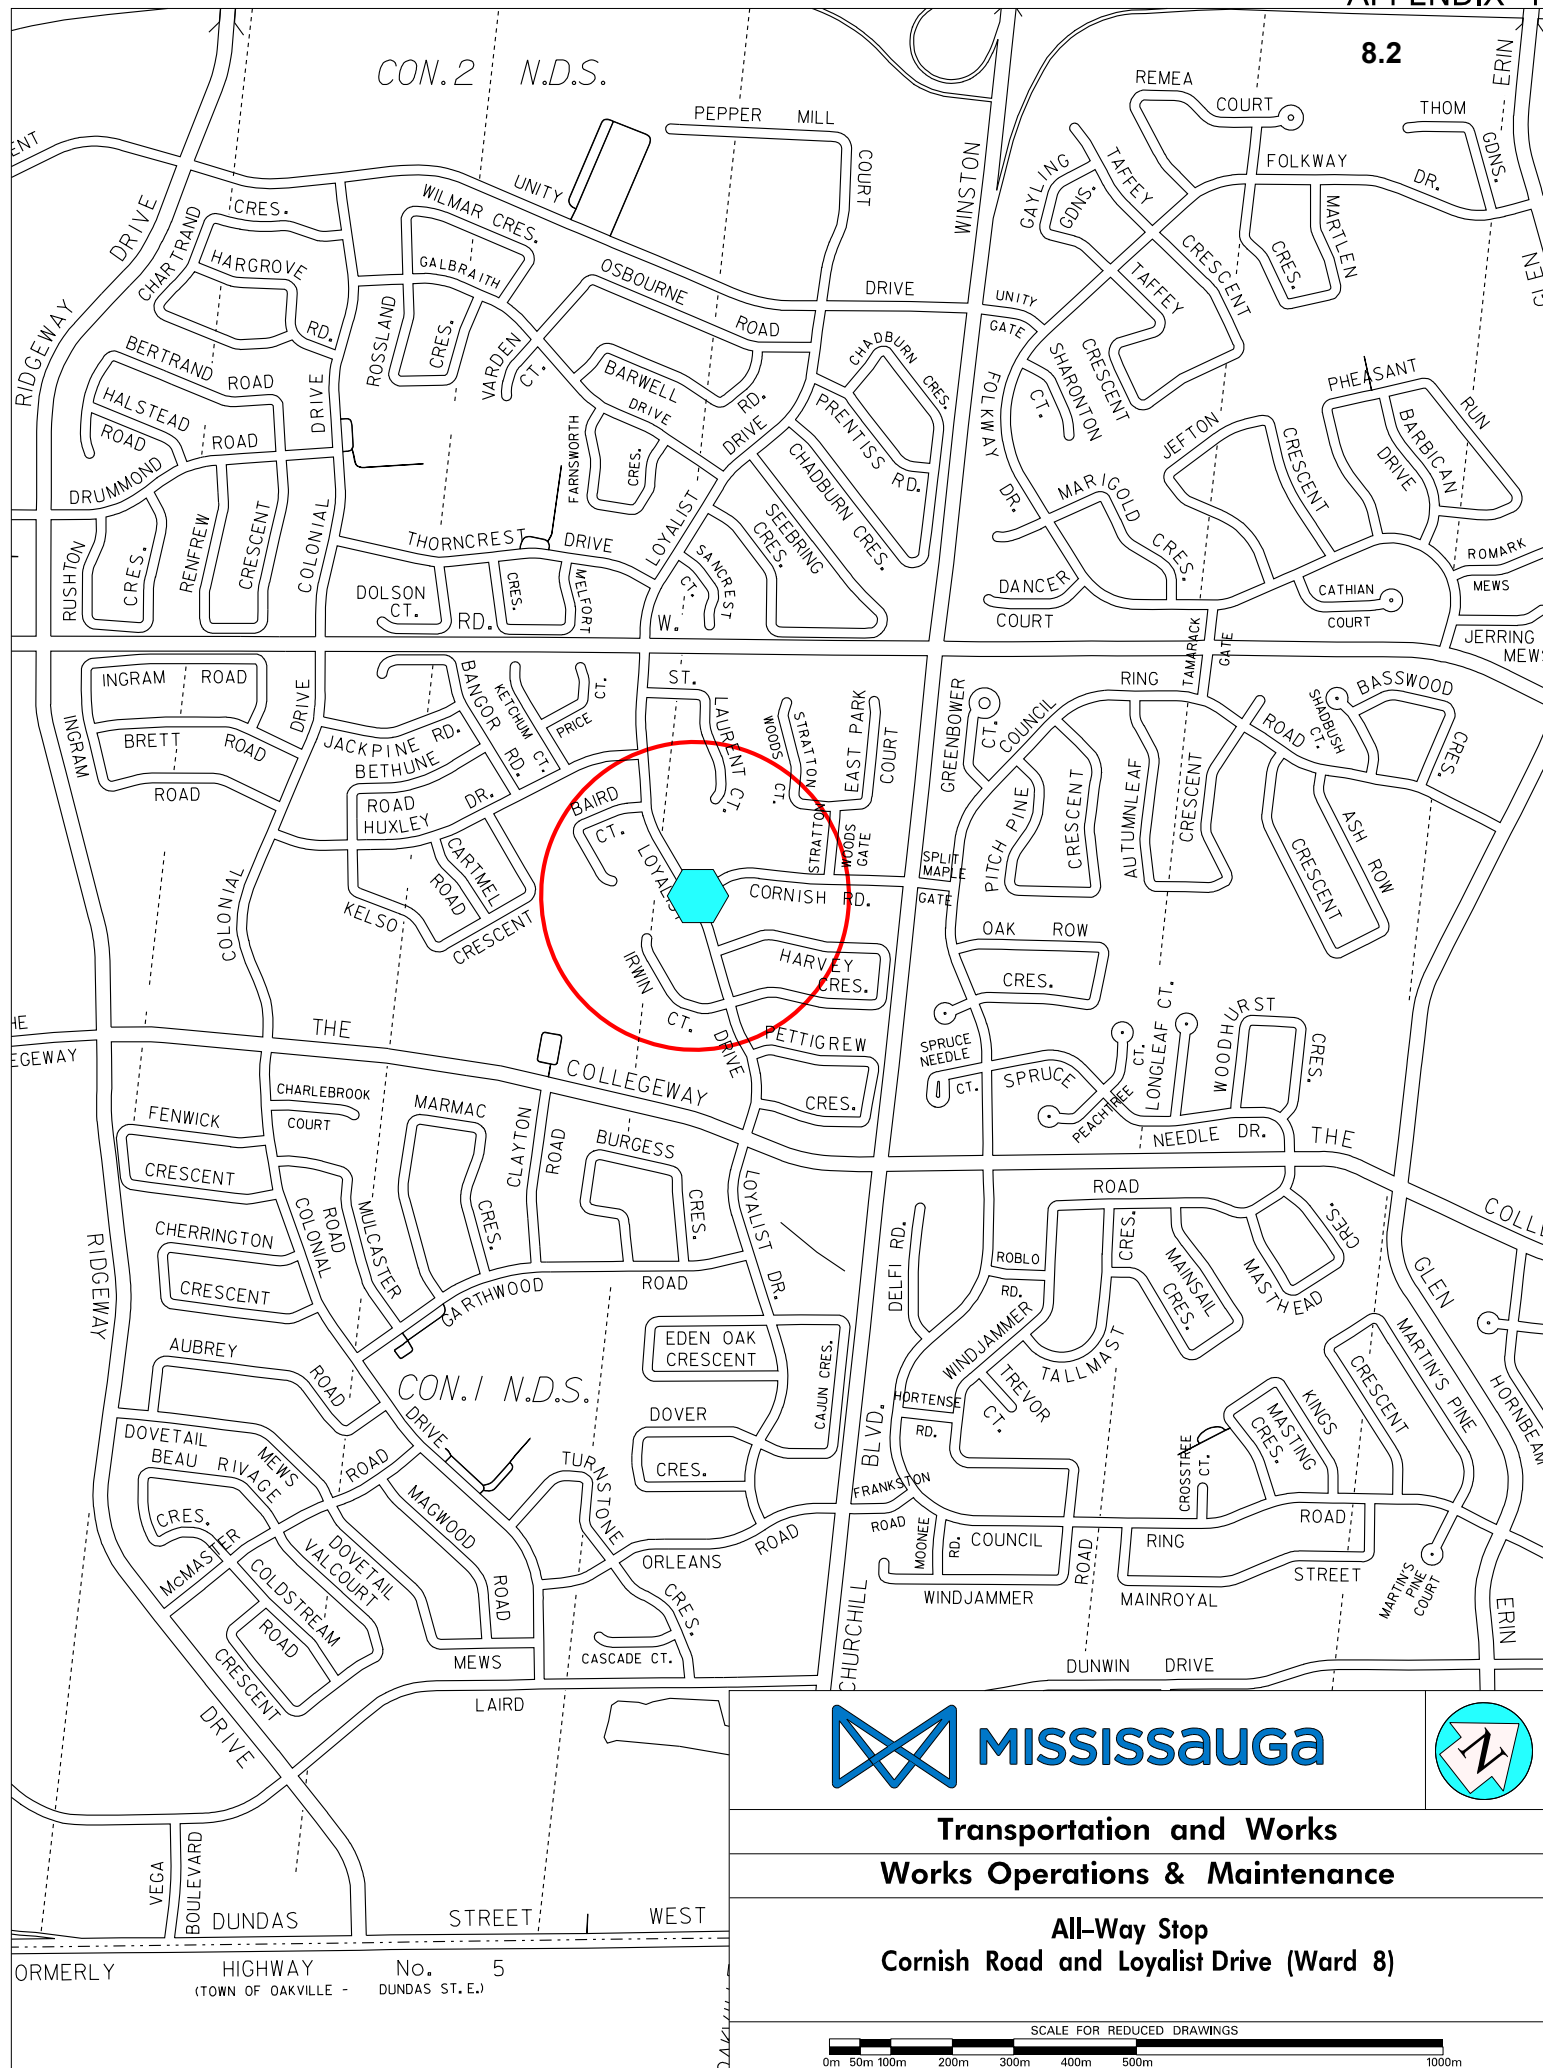 APPENDIX 1
8.2
CON.2 N.D.S.
PEPPER MILL
COURT
REMEA
COURT
THOM
GDNS.
ERIN
GLEN
FOLKWAY
DR.
UNITY
WINSTON
GAYLING
GDNS.
TAFFEY
CRESCENT
MARTLEN
CRES.
RIDGEWAY
DRIVE
CHARTRAND
CRES.
WILMAR CRES.
HARGROVE
RD.
GALBRAITH
OSBOURNE
ROAD
DRIVE
UNITY
GATE
TAFFEY
CRESCENT
ROSSLAND
CRES.
VARDEN
CT.
BERTRAND
ROAD
HALSTEAD
ROAD
ROAD
DRUMMOND
DRIVE
BARWELL
RD.
DRIVE
FARNSWORTH
CRES.
CHADBURN
CRES.
PRENTISS RD.
CHADBURN CRES.
SEEBRING
CRES.
LOYALIST
DRIVE
FOLKWAY
DR.
SHARONTON
CT.
PHEASANT
RUN
BARBICAN
DRIVE
JEFTON
CRESCENT
MARIGOLD
CRES.
RUSHTON
CRES.
RENFREW
CRESCENT
COLONIAL
THORNCREST
DRIVE
DOLSON
CT.
CRES.
MELFORT
SANCREST
CT.
RD.
W.
DANCER
COURT
CATHIAN
COURT
ROMARK
MEWS
JERRING
MEWS
TAMARACK
GATE
INGRAM ROAD
INGRAM
BRETT
ROAD
ROAD
DRIVE
JACKPINE RD.
BETHUNE
BANGOR
RD.
KETCHUM CT.
PRICE
CT.
ROAD
HUXLEY
DR.
ST.
LAURENT CT.
STRATTON
WOODS
CT.
EAST PARK
COURT
GREENBOWER
CT.
COUNCIL
RING
ROAD
SHADBUSH
CT.
BASSWOOD
CRES.
BAIRD
CT.
LOYALIST
STRATTON
WOODS
GATE
CORNISH RD.
SPLIT
MAPLE
GATE
PITCH PINE
CRESCENT
AUTUMNLEAF
CRESCENT
ASH ROW
CRESCENT
CARTMEL
ROAD
KELSO
CRESCENT
COLONIAL
IRWIN
CT.
HARVEY
CRES.
DRIVE
PETTIGREW
CRES.
OAK ROW
CRES.
SPRUCE
NEEDLE
CT.
SPRUCE
NEEDLE DR.
PEACHTREE
CT.
LONGLEAF CT.
WOODHURST
CRES.
THE
COLLEGEWAY
THE
CHARLEBROOK
COURT
FENWICK
CRESCENT
MARMAC
CRES.
CLAYTON
ROAD
BURGESS
CRES.
LOYALIST
DR.
CHERRINGTON
CRESCENT
COLONIAL
ROAD
MULCASTER
GARTHWOOD
ROAD
RIDGEWAY
DELFI RD.
ROBLO
RD.
ROAD
CRES.
MAINSAIL
CRES.
MASTHEAD
CRES.
GLEN
AUBREY
ROAD
CON.1 N.D.S.
EDEN OAK
CRESCENT
CAJUN CRES.
DOVER
CRES.
WINDJAMMER
TALLMAST
TREVOR
CT.
HORTENSE
RD.
MARTIN'S PINE
CRESCENT
HORNBEAM
KINGS
MASTING
CRES.
CROSSTREE
CT.
DOVETAIL
MEWS
BEAU RIVAGE
CRES.
ROAD
McMASTER
DRIVE
MAGWOOD
ROAD
TURNSTONE
CRES.
DOVETAIL
VALCOURT
COLDSTREAM
ROAD
CRESCENT
MEWS
ORLEANS
ROAD
CASCADE CT.
LAIRD
DRIVE
BLVD.
FRANKSTON
ROAD
MOONEE
RD.
COUNCIL
RING
ROAD
WINDJAMMER
ROAD
MAINROYAL
STREET
MARTIN'S
PINE
COURT
ERIN
CHURCHILL
DUNWIN DRIVE
VEGA
BOULEVARD
DUNDAS STREET WEST
HIGHWAY No. 5
(TOWN OF OAKVILLE - DUNDAS ST.E.)
MISSISSAUGA
N
Transportation and Works
Works Operations & Maintenance
All-Way Stop
Cornish Road and Loyalist Drive (Ward 8)
SCALE FOR REDUCED DRAWINGS
0m 50m 100m 200m 300m 400m 500m 1000m